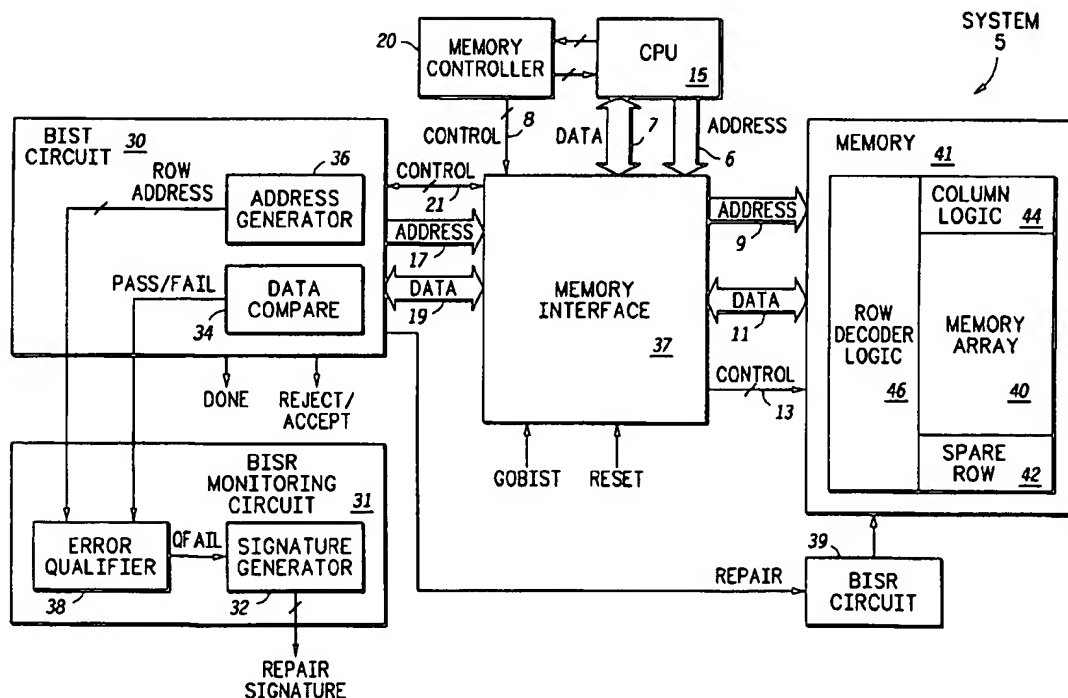 SYSTEM
5
20
MEMORY
CONTROLLER
CPU
15
8
CONTROL
DATA
7
ADDRESS
6
BIST
CIRCUIT
30
ROW
ADDRESS
36
ADDRESS
GENERATOR
PASS/FAIL
DATA
COMPARE
34
CONTROL
21
ADDRESS
17
DATA
19
MEMORY
INTERFACE
37
ADDRESS
9
DATA
11
CONTROL
13
MEMORY
41
COLUMN
LOGIC
44
ROW
DECODER
LOGIC
46
MEMORY
ARRAY
40
SPARE
ROW
42
DONE
REJECT/
ACCEPT
GOBIST
RESET
BISR
MONITORING
CIRCUIT
31
ERROR
QUALIFIER
38
QFAIL
SIGNATURE
GENERATOR
32
REPAIR
SIGNATURE
REPAIR
39
BISR
CIRCUIT